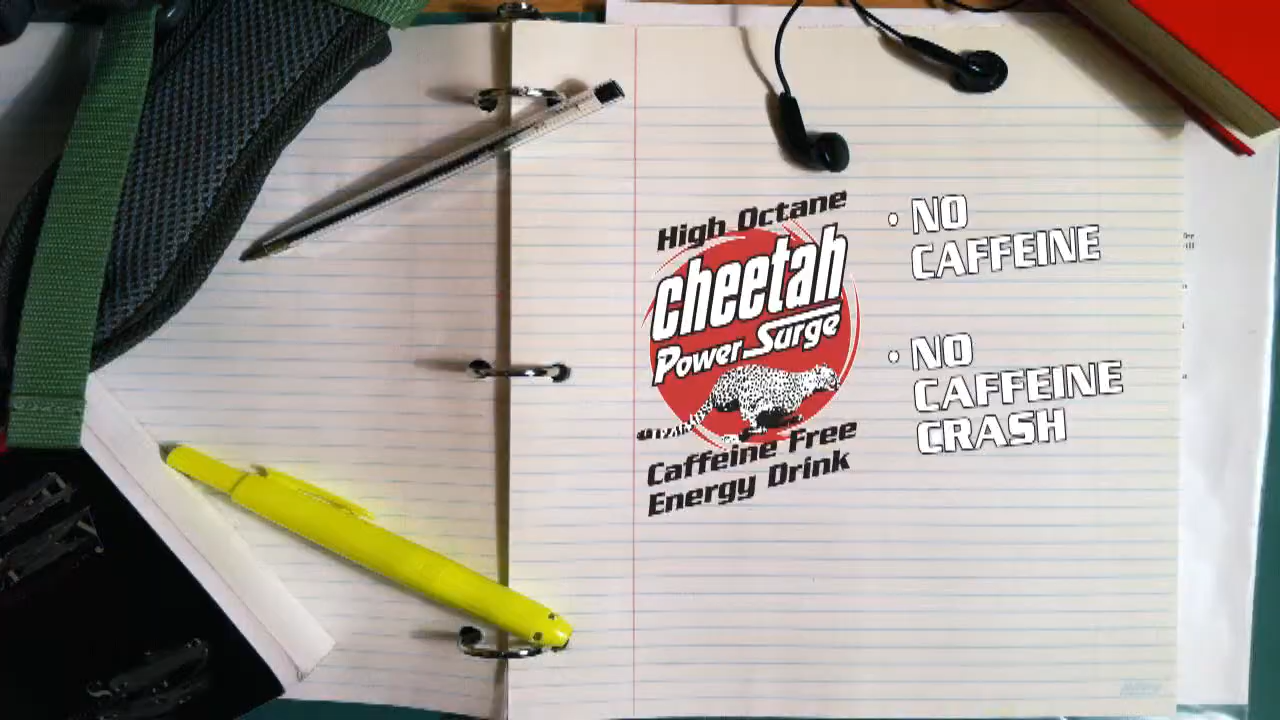 High Octane
cheetah
Power Surge
Caffeine Free
Energy Drink
• NO
CAFFEINE
• NO
CAFFEINE
CRASH